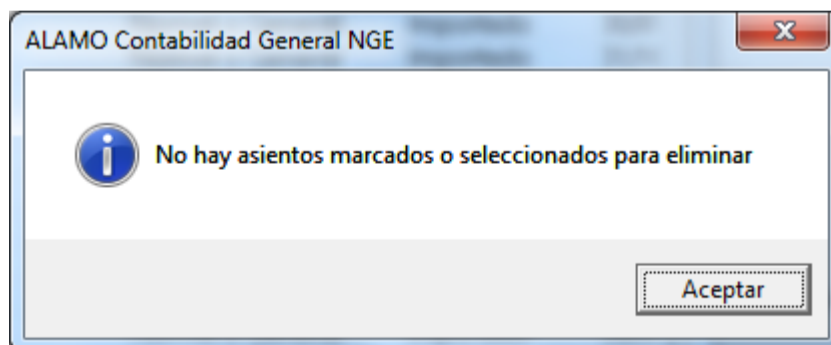 ALAMO Contabilidad General NGE
No hay asientos marcados o seleccionados para eliminar
Aceptar